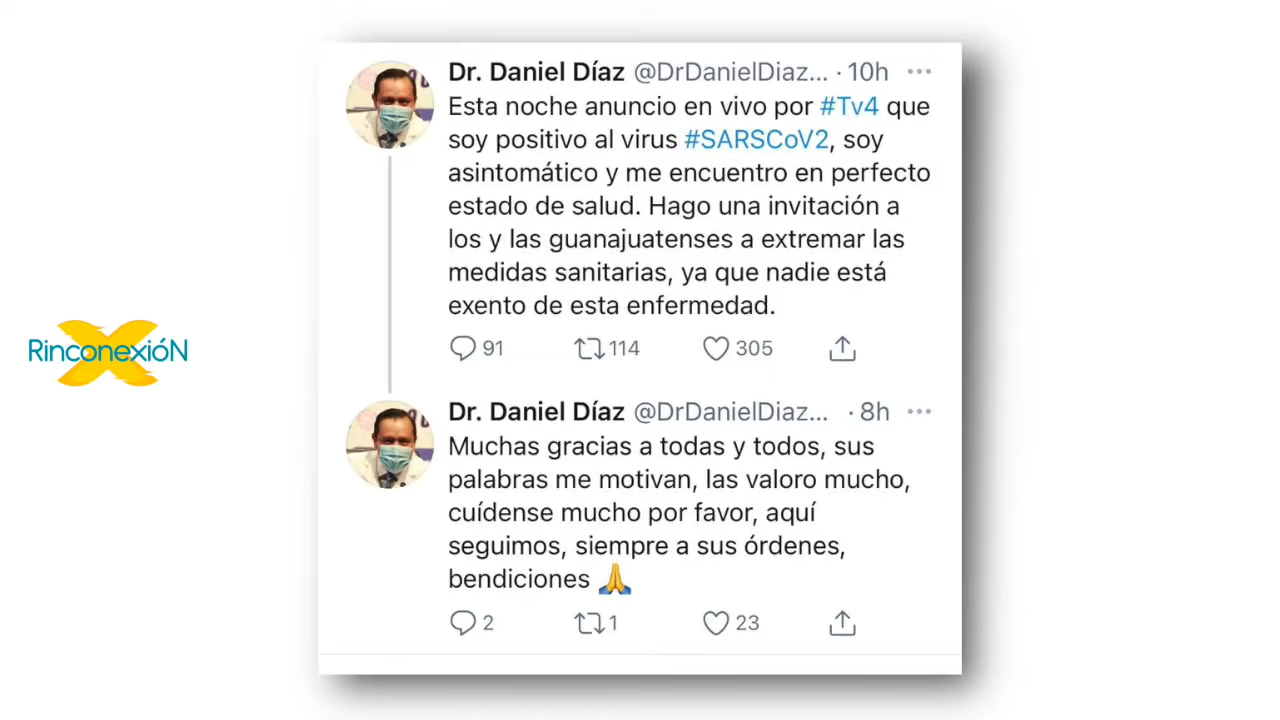 Dr. Daniel Díaz @DrDanielDiaz... · 10h
Esta noche anuncio en vivo por #Tv4 que
soy positivo al virus #SARSCoV2, soy
asintomático y me encuentro en perfecto
estado de salud. Hago una invitación a
los y las guanajuatenses a extremar las
medidas sanitarias, ya que nadie está
exento de esta enfermedad.
91 114 305
RinconexióN
Dr. Daniel Díaz @DrDanielDiaz... · 8h
Muchas gracias a todas y todos, sus
palabras me motivan, las valoro mucho,
cuídense mucho por favor, aquí
seguimos, siempre a sus órdenes,
bendiciones 🙏
2 1 23